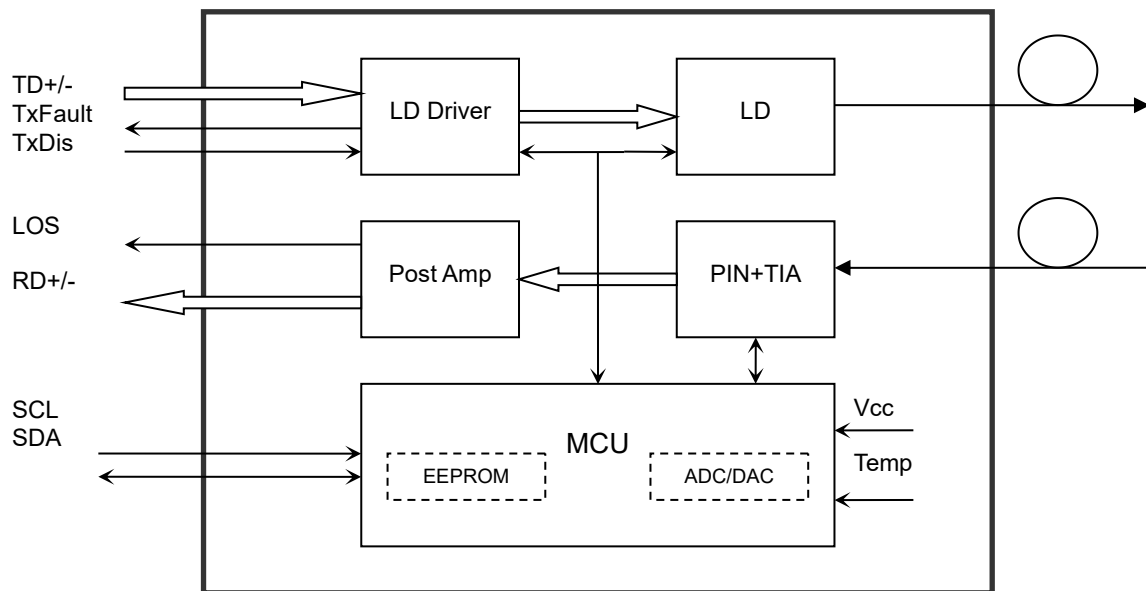 TD+/-
TxFault
TxDis
LD Driver
LD
LOS
RD+/-
Post Amp
PIN+TIA
SCL
SDA
MCU
EEPROM
ADC/DAC
Vcc
Temp